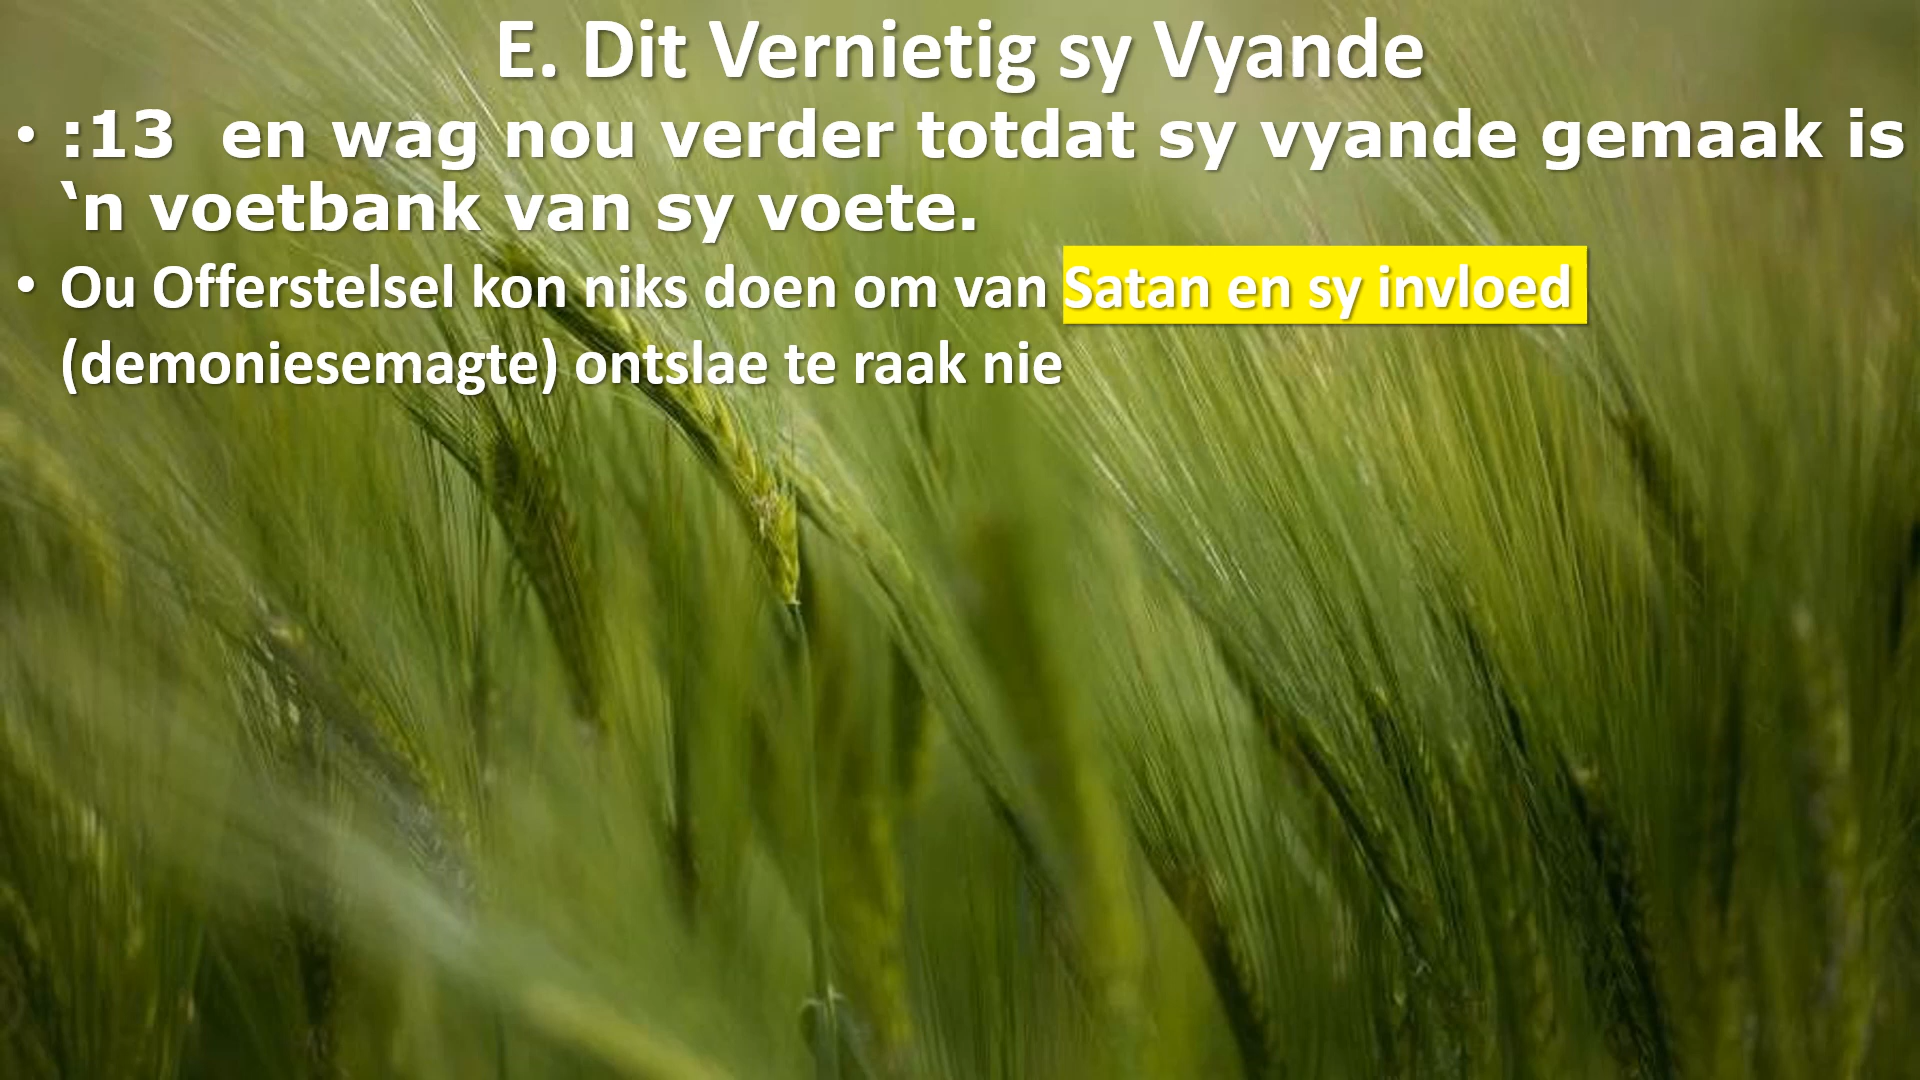 E. Dit Vernietig sy Vyande
• :13  en wag nou verder totdat sy vyande gemaak is
‘n voetbank van sy voete.
• Ou Offerstelsel kon niks doen om van Satan en sy invloed
(demoniesemagte) ontslae te raak nie